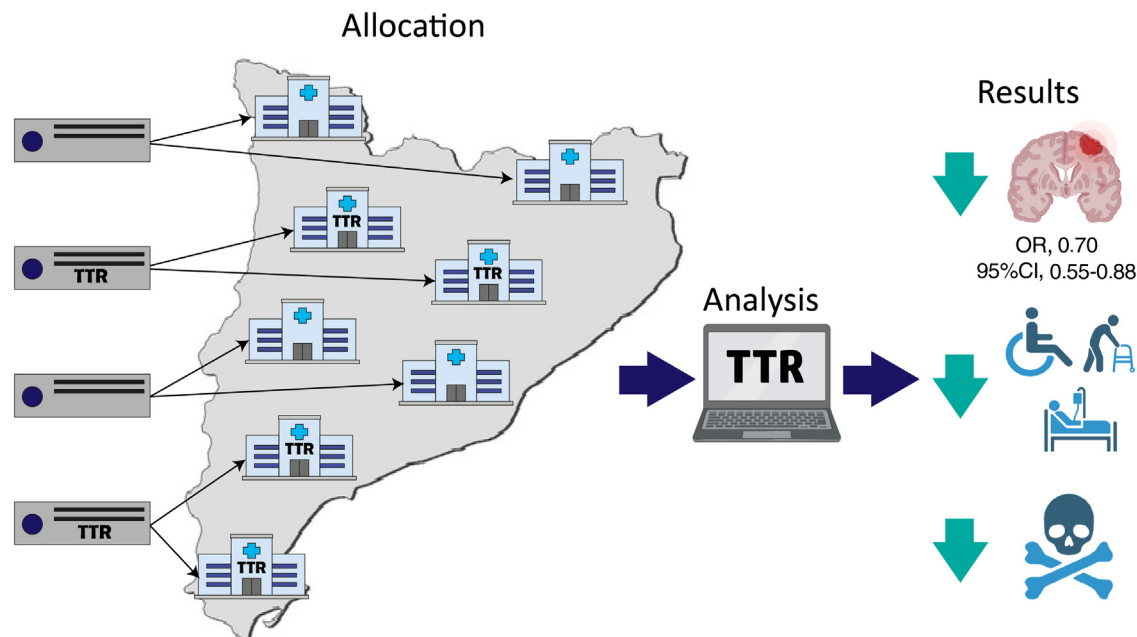 Allocation
Results
TTR
TTR
TTR
TTR
TTR
TTR
Analysis
TTR
OR, 0.70
95%CI, 0.55-0.88